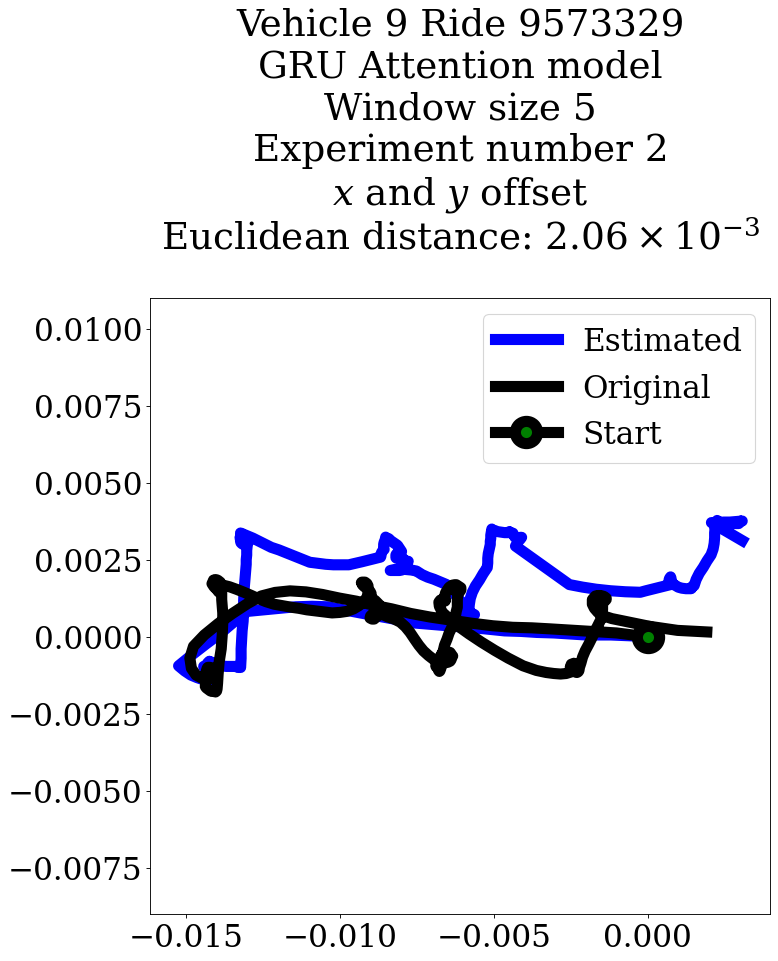 Vehicle 9 Ride 9573329
GRU Attention model
Window size 5
Experiment number 2
x and y offset
Euclidean distance: 2.06 × 10⁻³
Estimated
Original
Start
0.0100
0.0075
0.0050
0.0025
0.0000
−0.0025
−0.0050
−0.0075
−0.015 −0.010 −0.005 0.000